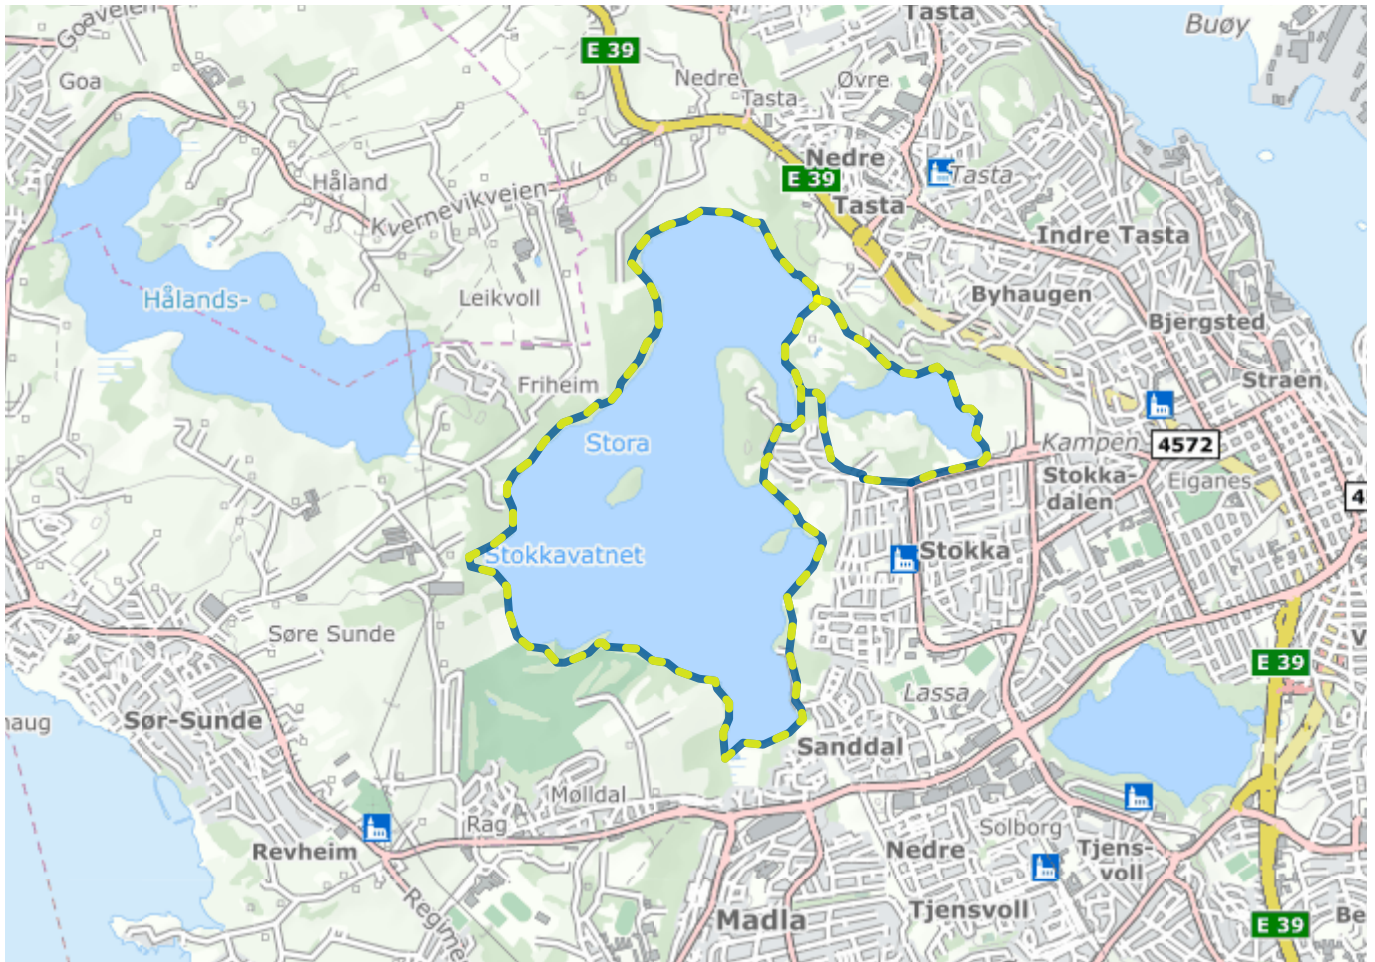 Goaveien
Tasta
Buøy
E 39
Goa
Nedre
Tasta
Øvre
Nedre
Tasta
E 39
Tasta
Håland
Kvernevikveien
Indre Tasta
Hålands-
Leikvoll
Byhaugen
Bjergsted
Friheim
Straen
Stora
Kampen
4572
Stokka-
dalen
Eiganes
Stokkavatnet
Stokka
Søre Sunde
E 39
Lassa
Sør-Sunde
haug
Sanddal
Mølldal
Rag
Solborg
Revheim
Nedre
Tjensvoll
Tjens-
voll
Madla
E 39